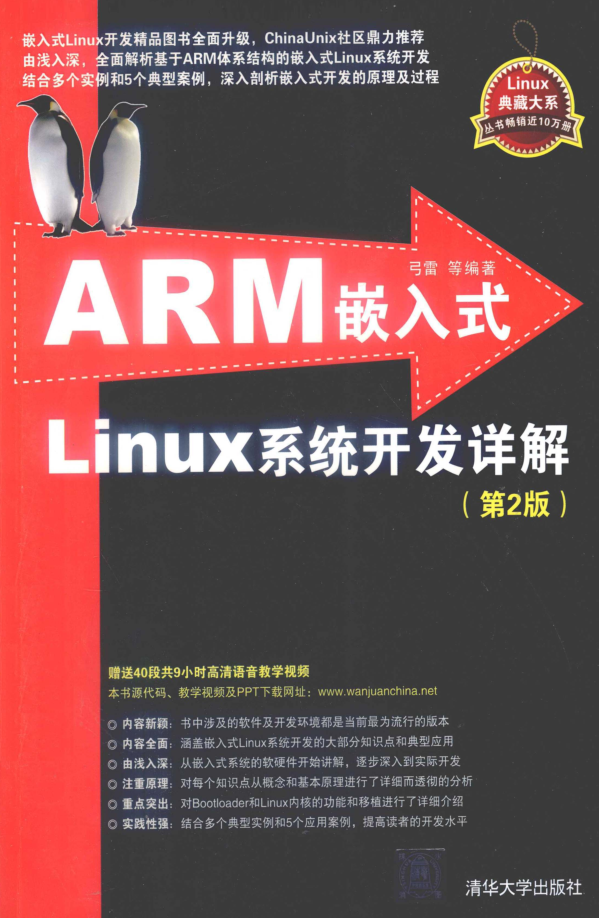 嵌入式Linux开发精品图书全面升级，ChinaUnix社区鼎力推荐
由浅入深，全面解析基于ARM体系结构的嵌入式Linux系统开发
结合多个实例和5个典型案例，深入剖析嵌入式开发的原理及过程
Linux
典藏大系
丛书畅销近10万册
弓雷 等编著
ARM嵌入式
Linux系统开发详解
（第2版）
赠送40段共9小时高清语音教学视频
本书源代码、教学视频及PPT下载网址：www.wanjuanchina.net
◎ 内容新颖：书中涉及的软件及开发环境都是当前最为流行的版本
◎ 内容全面：涵盖嵌入式Linux系统开发的大部分知识点和典型应用
◎ 由浅入深：从嵌入式系统的软硬件开始讲解，逐步深入到实际开发
◎ 注重原理：对每个知识点从概念和基本原理进行了详细而透彻的分析
◎ 重点突出：对Bootloader和Linux内核的功能和移植进行了详细介绍
◎ 实践性强：结合多个典型实例和5个应用案例，提高读者的开发水平
清华大学出版社